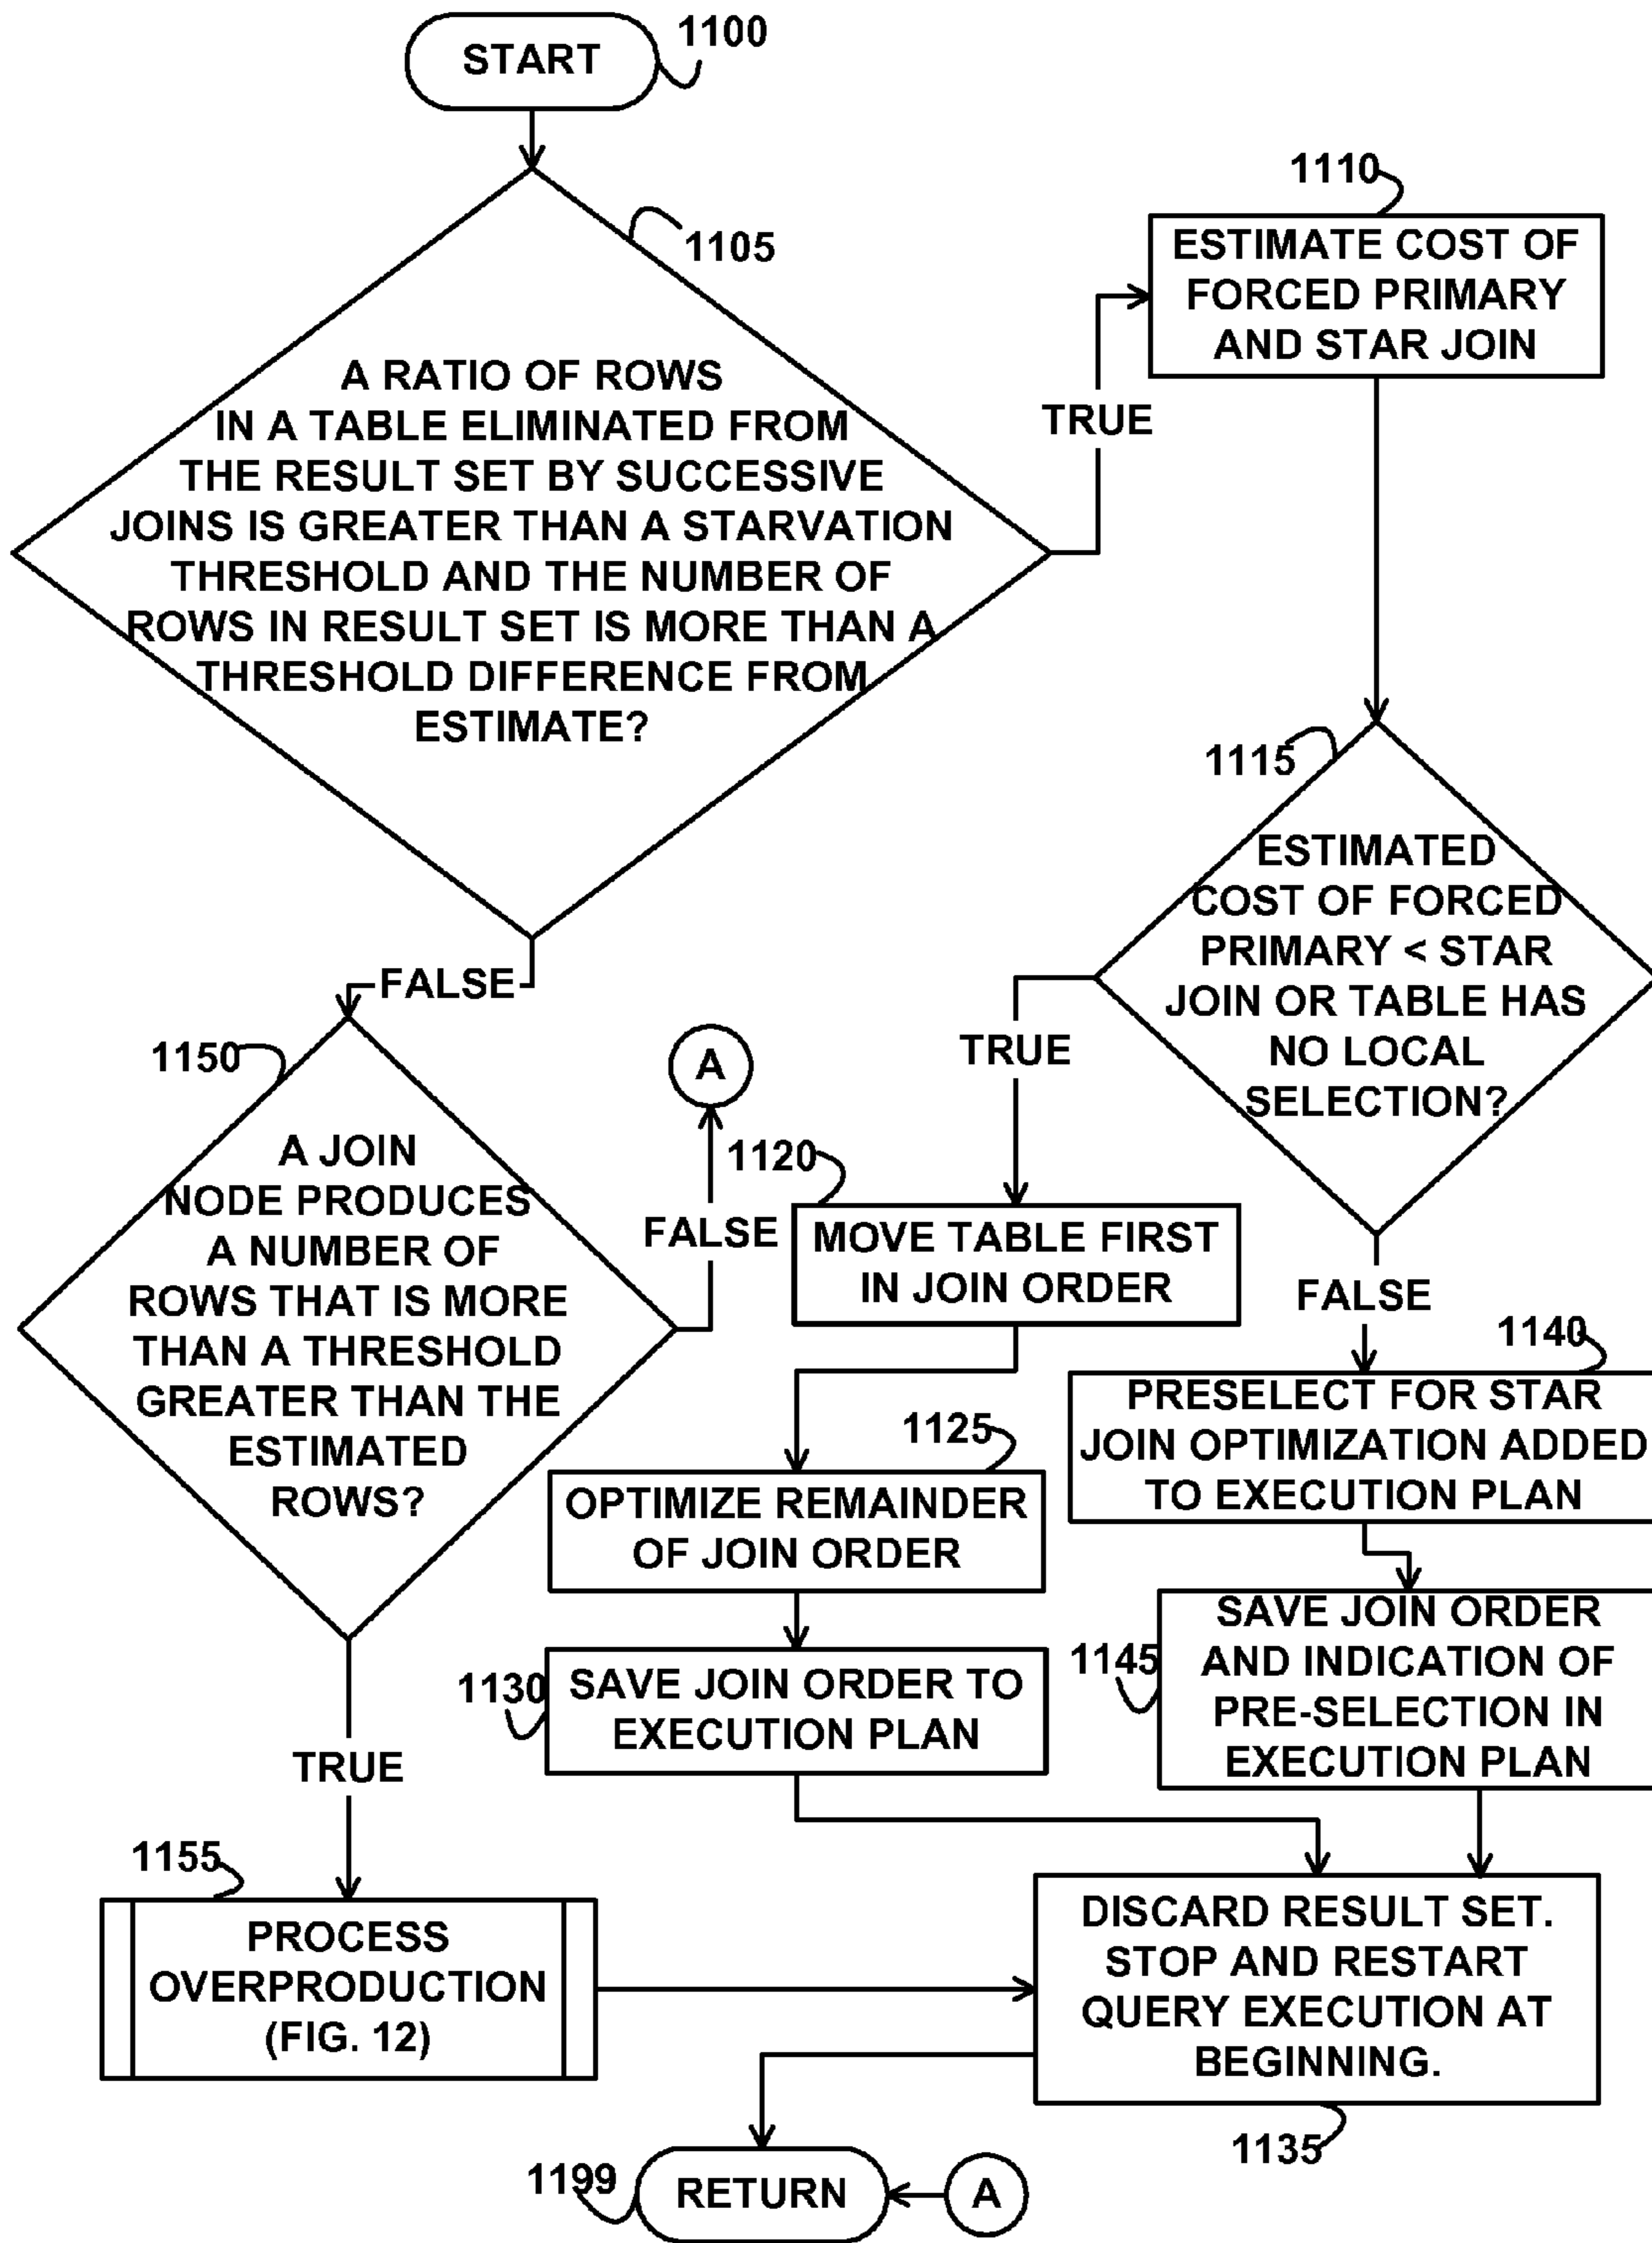 START
1100
1105
A RATIO OF ROWS
IN A TABLE ELIMINATED FROM
THE RESULT SET BY SUCCESSIVE
JOINS IS GREATER THAN A STARVATION
THRESHOLD AND THE NUMBER OF
ROWS IN RESULT SET IS MORE THAN A
THRESHOLD DIFFERENCE FROM
ESTIMATE?
TRUE
1110
ESTIMATE COST OF
FORCED PRIMARY
AND STAR JOIN
1115
ESTIMATED
COST OF FORCED
PRIMARY < STAR
JOIN OR TABLE HAS
NO LOCAL
SELECTION?
FALSE
1150
A JOIN
NODE PRODUCES
A NUMBER OF
ROWS THAT IS MORE
THAN A THRESHOLD
GREATER THAN THE
ESTIMATED
ROWS?
A
FALSE
TRUE
1120
MOVE TABLE FIRST
IN JOIN ORDER
FALSE
1140
PRESELECT FOR STAR
JOIN OPTIMIZATION ADDED
TO EXECUTION PLAN
1125
OPTIMIZE REMAINDER
OF JOIN ORDER
1130
SAVE JOIN ORDER TO
EXECUTION PLAN
1145
SAVE JOIN ORDER
AND INDICATION OF
PRE-SELECTION IN
EXECUTION PLAN
TRUE
1155
PROCESS
OVERPRODUCTION
(FIG. 12)
DISCARD RESULT SET.
STOP AND RESTART
QUERY EXECUTION AT
BEGINNING.
1135
1199
RETURN
A